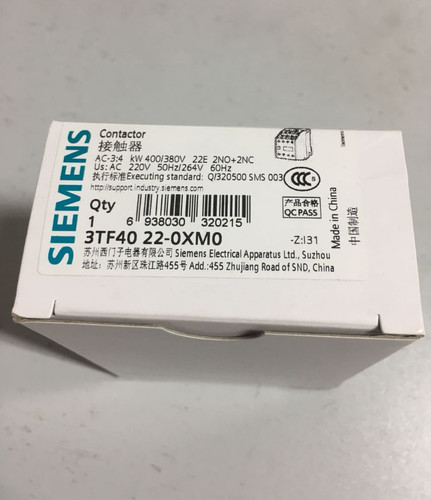 SIEMENS
Contactor
接触器
AC-3:4 kW 400/380V 22E 2NO+2NC
Us: AC 220V 50Hz/264V 60Hz
执行标准Executing standard: Q/320500 SMS 003
http://support.industry.siemens.com
Qty
1
6 938030 320215
产品合格
QC PASS
3TF40 22-0XM0
-Z:I31
苏州西门子电器有限公司 Siemens Electrical Apparatus Ltd., Suzhou
地址: 苏州新区珠江路455号 Add.:455 Zhujiang Road of SND, China
Made in China
中国制造